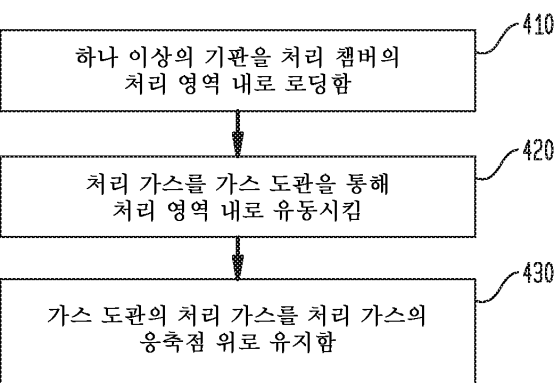 410
하나 이상의 기판을 처리 챔버의
처리 영역 내로 로딩함
420
처리 가스를 가스 도관을 통해
처리 영역 내로 유동시킴
430
가스 도관의 처리 가스를 처리 가스의
응축점 위로 유지함